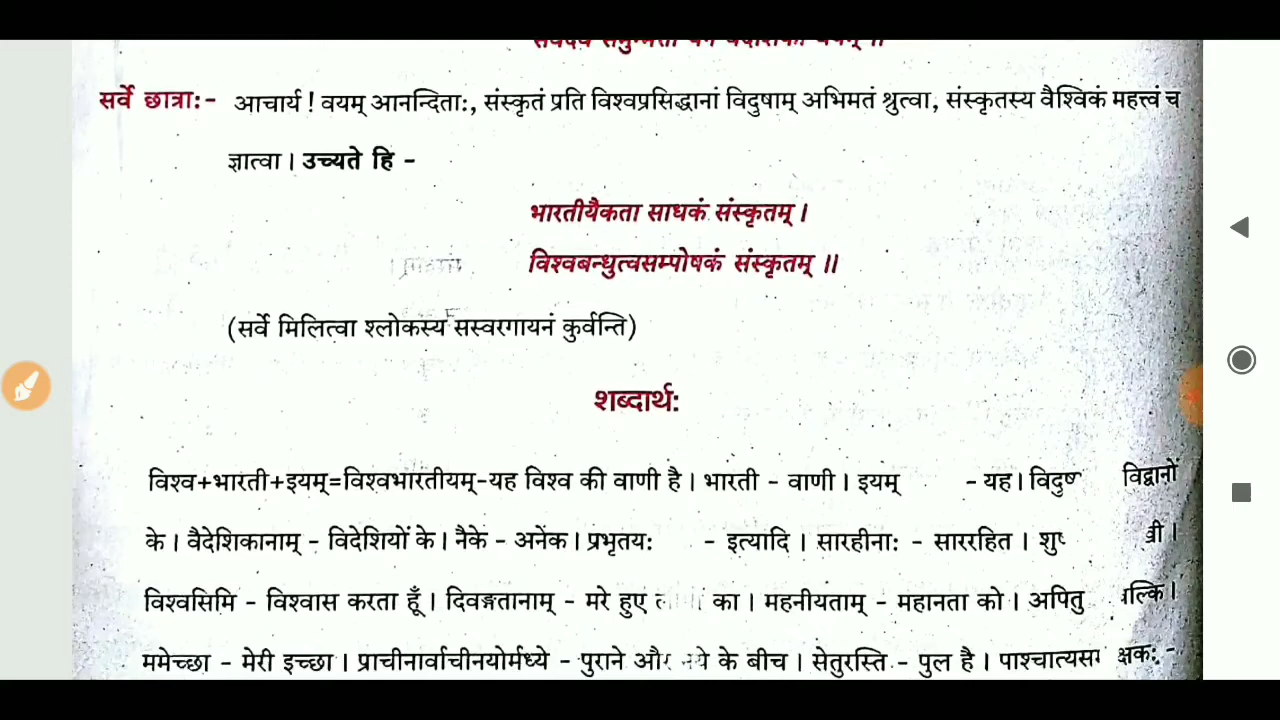 सर्वे छात्राः- आचार्य ! वयम् आनन्दिताः, संस्कृतं प्रति विश्वप्रसिद्धानां विदुषाम् अभिमतं श्रुत्वा, संस्कृतस्य वैश्विकं महत्त्वं च
ज्ञात्वा। उच्यते हि -
भारतीयैकता साधकं संस्कृतम् ।
विश्वबन्धुत्वसम्पोषकं संस्कृतम् ॥
(सर्वे मिलित्वा श्लोकस्य सस्वरगायनं कुर्वन्ति)
शब्दार्थः
विश्व+भारती+इयम्=विश्वभारतीयम्-यह विश्व की वाणी है। भारती - वाणी। इयम् - यह। विद्वानों
के। वैदेशिकानाम् - विदेशियों के। नैके - अनेक। प्रभृतयः - इत्यादि। सारहीनाः - साररहित।
विश्वसिमि - विश्वास करता हूँ। दिवङ्गतानाम् - मरे हुए का। महनीयताम् - महानता को। अपितु
ममेच्छा - मेरी इच्छा। प्राचीनार्वाचीनयोर्मध्ये - पुराने और नये के बीच। सेतुरस्ति - पुल है।